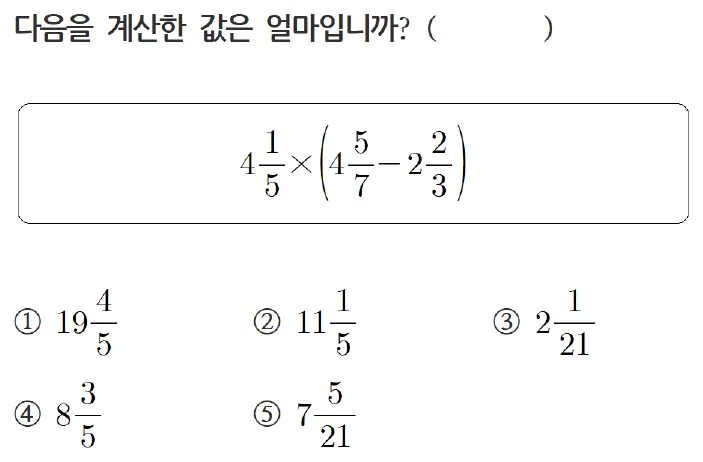 다음을 계산한 값은 얼마입니까? (          )
4 1/5 × (4 5/7 − 2 2/3)
① 19 4/5 ② 11 1/5 ③ 2 1/21
④ 8 3/5 ⑤ 7 5/21